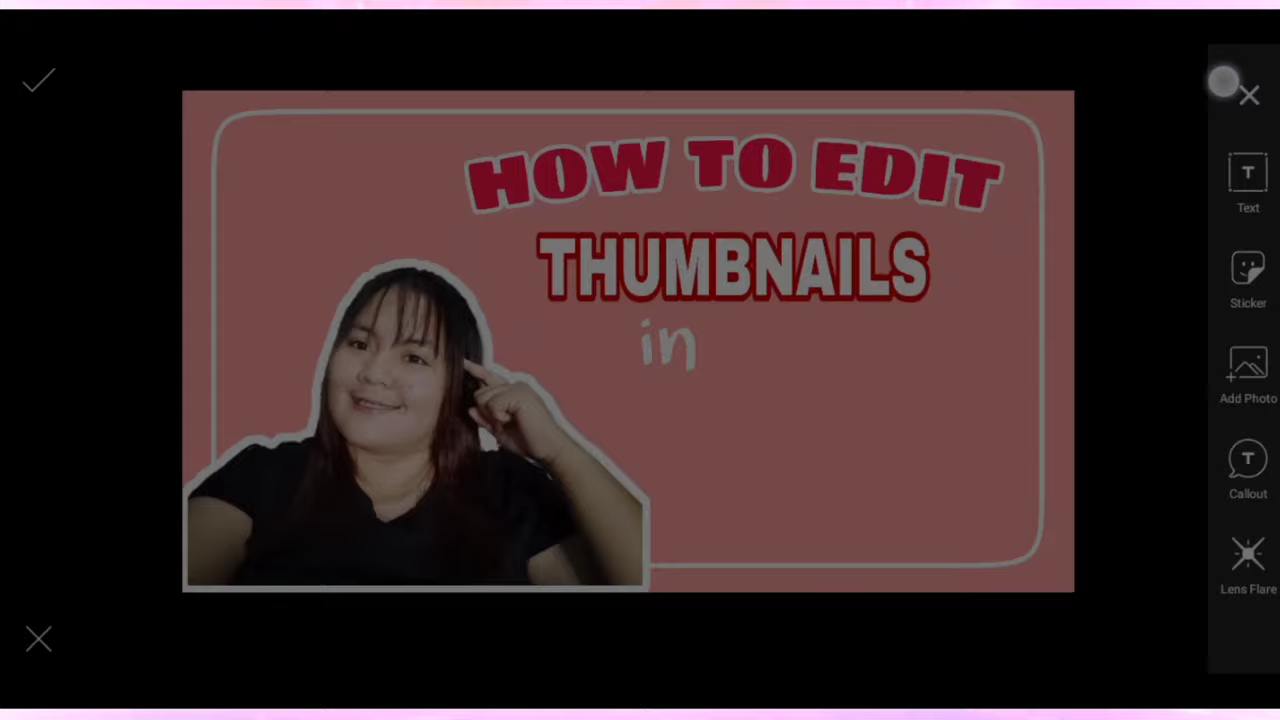 HOW TO EDIT
THUMBNAILS
in
T
Text
Sticker
Add Photo
T
Callout
Lens Flare